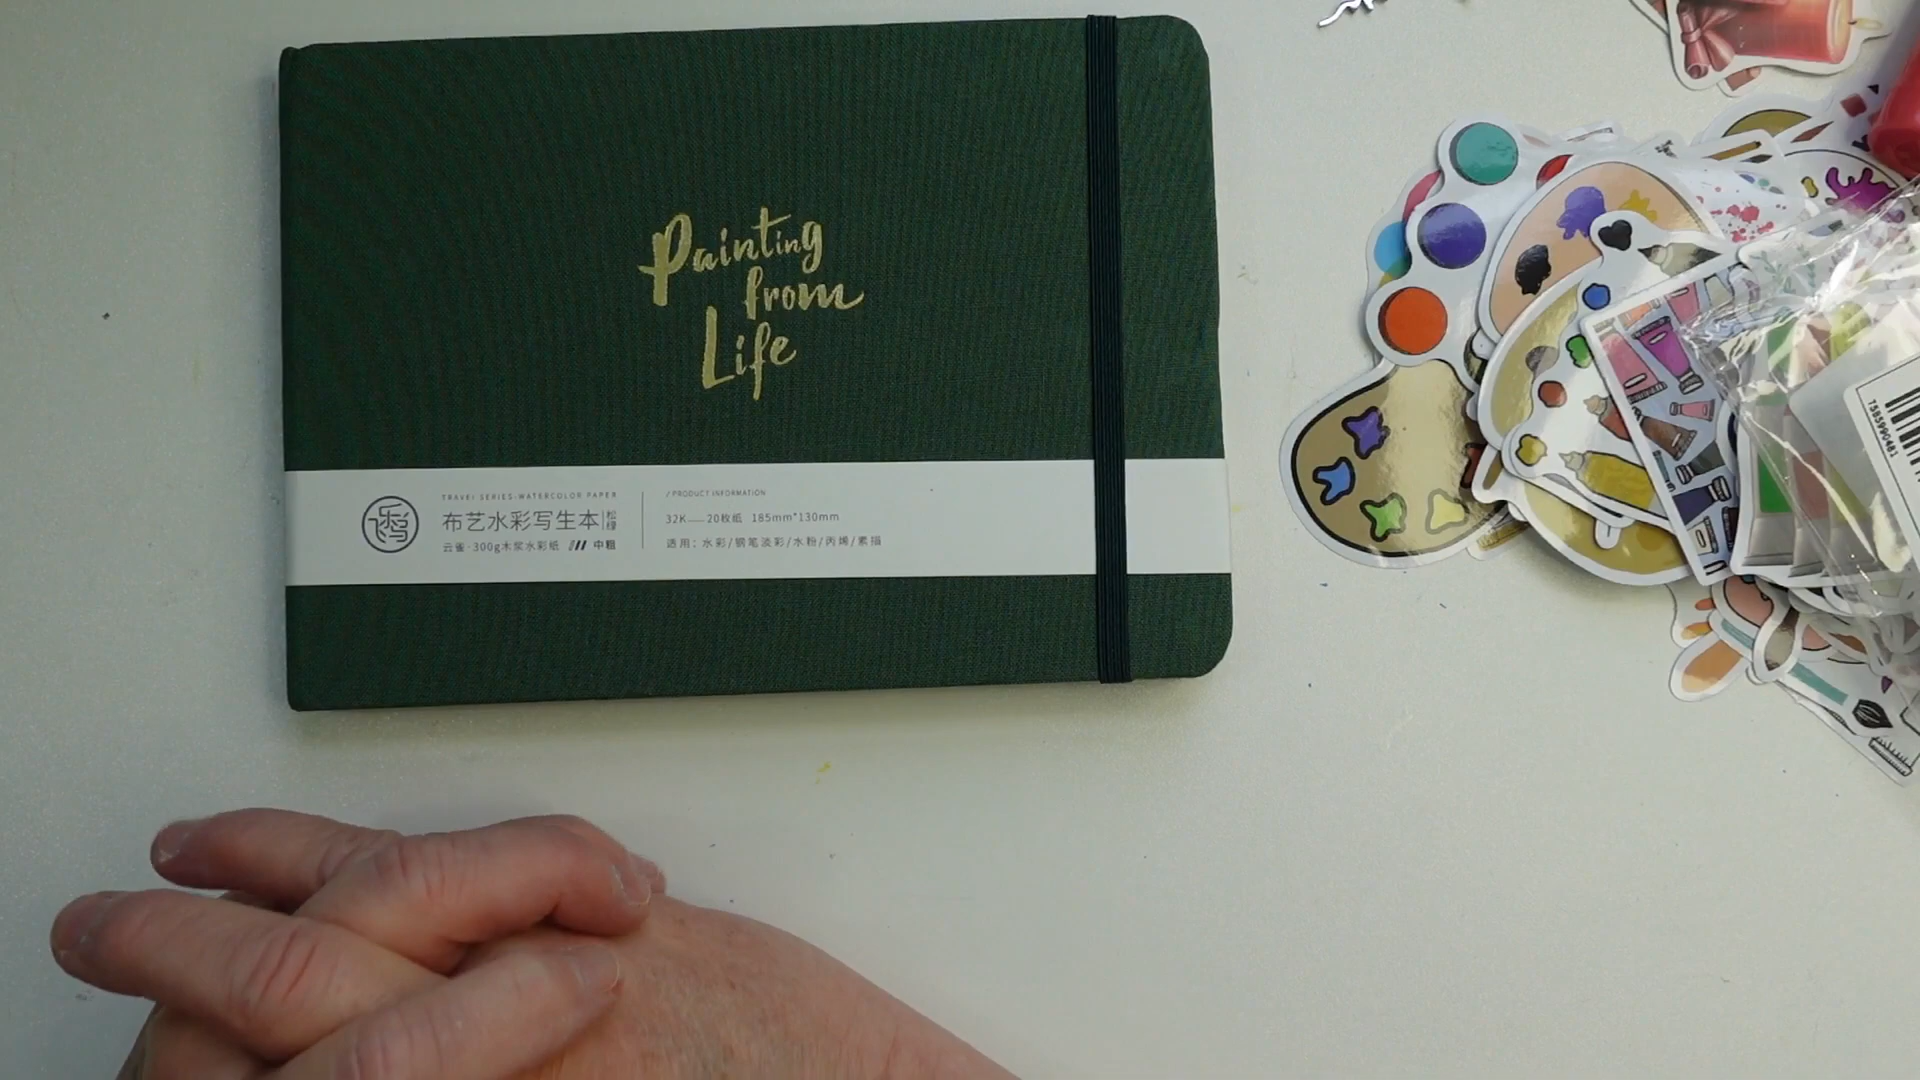 Painting
from
Life
TRAVEL SERIES-WATERCOLOR PAPER
布艺水彩写生本 松绿
云雀·300g木浆水彩纸 中粗
/ PRODUCT INFORMATION
32K——20枚纸 185mm*130mm
适用：水彩/钢笔淡彩/水粉/丙烯/素描